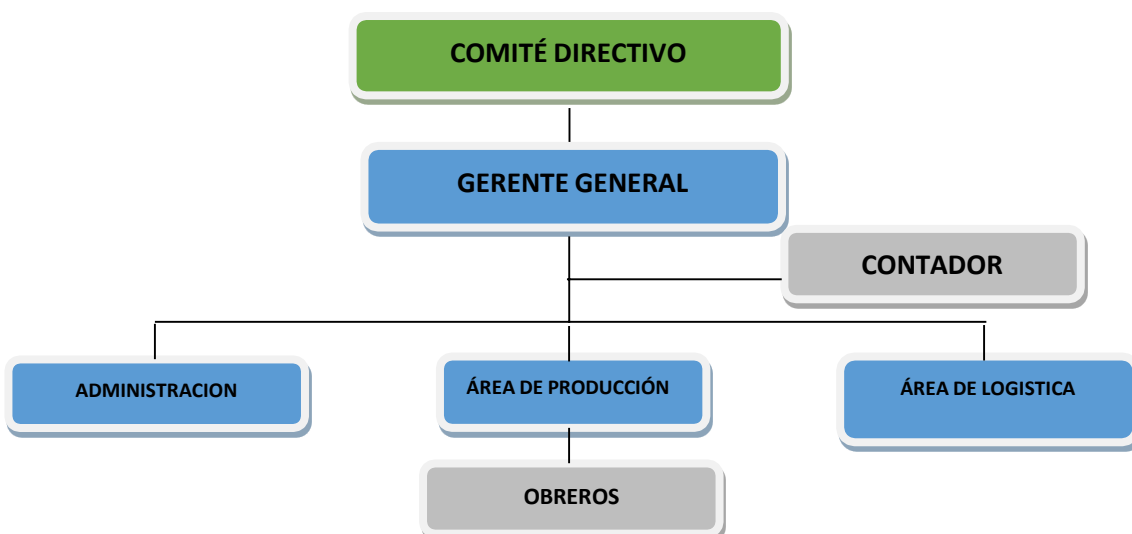 COMITÉ DIRECTIVO
GERENTE GENERAL
CONTADOR
ADMINISTRACION
ÁREA DE PRODUCCIÓN
ÁREA DE LOGISTICA
OBREROS